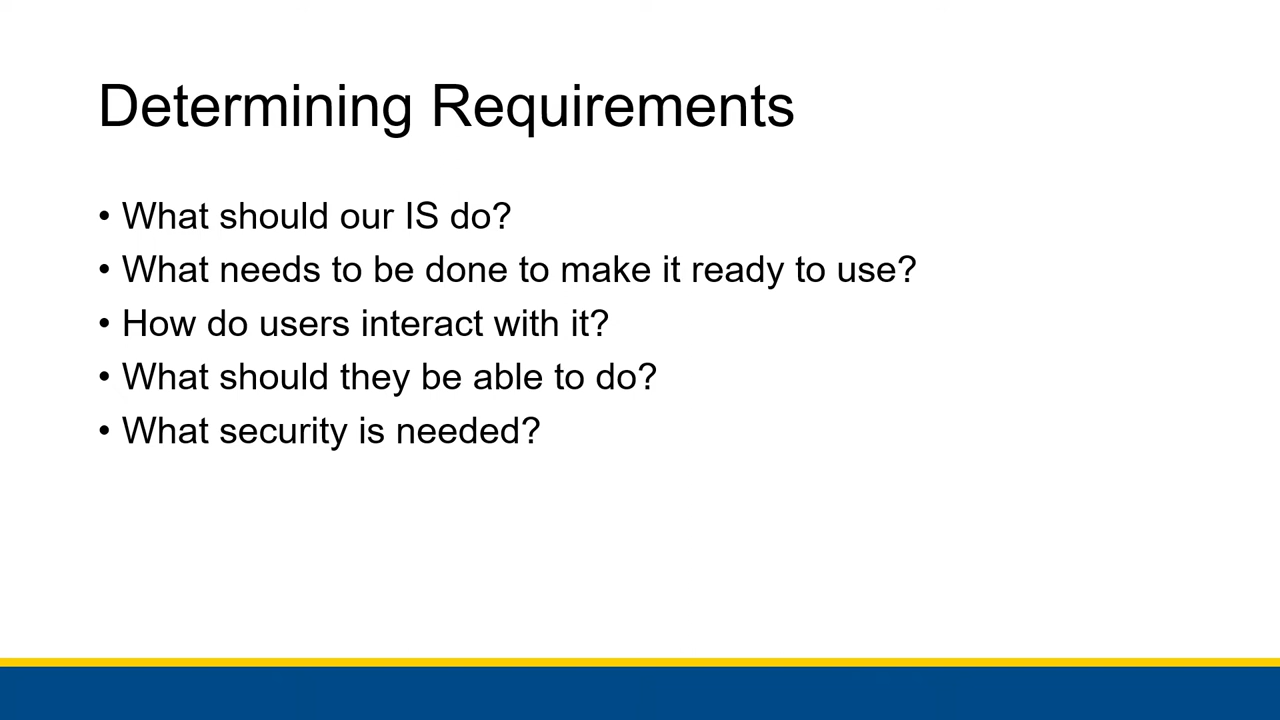 Determining Requirements
• What should our IS do?
• What needs to be done to make it ready to use?
• How do users interact with it?
• What should they be able to do?
• What security is needed?